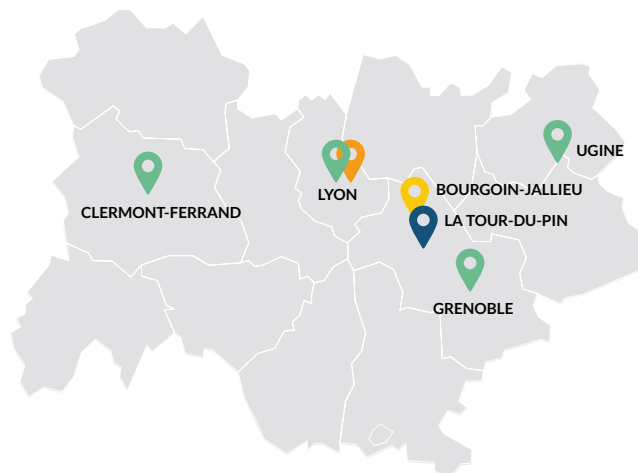 UGINE
BOURGOIN-JALLIEU
LYON
CLERMONT-FERRAND
LA TOUR-DU-PIN
GRENOBLE